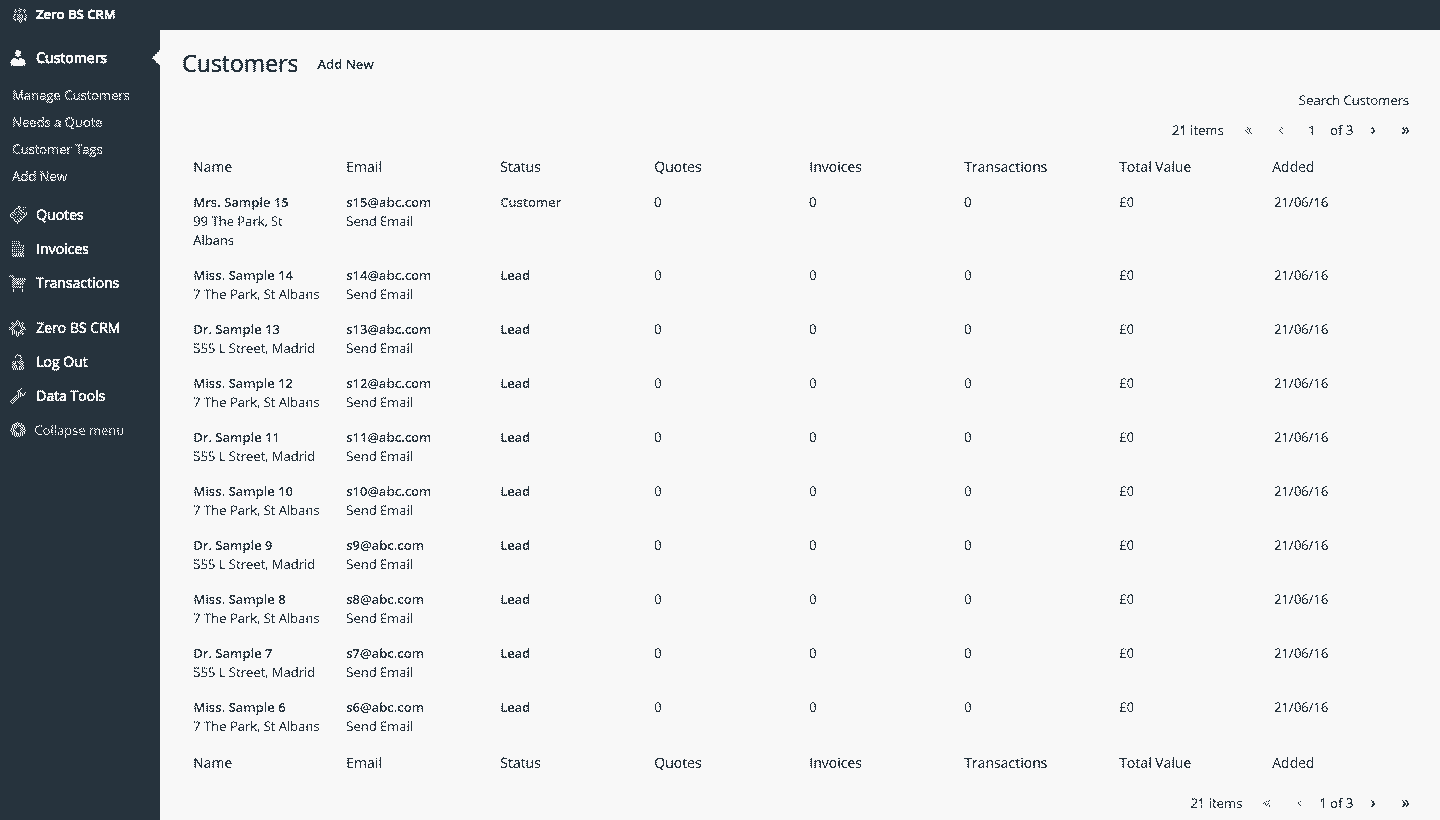 Zero BS CRM
Customers
Manage Customers
Needs a Quote
Customer Tags
Add New
Quotes
Invoices
Transactions
Zero BS CRM
Log Out
Data Tools
Collapse menu
Customers Add New
Search Customers
21 items « ‹ 1 of 3 › »
Name Email Status Quotes Invoices Transactions Total Value Added
Mrs. Sample 15 s15@abc.com Customer 0 0 0 £0 21/06/16
99 The Park, St Send Email
Albans
Miss. Sample 14 s14@abc.com Lead 0 0 0 £0 21/06/16
7 The Park, St Albans Send Email
Dr. Sample 13 s13@abc.com Lead 0 0 0 £0 21/06/16
555 L Street, Madrid Send Email
Miss. Sample 12 s12@abc.com Lead 0 0 0 £0 21/06/16
7 The Park, St Albans Send Email
Dr. Sample 11 s11@abc.com Lead 0 0 0 £0 21/06/16
555 L Street, Madrid Send Email
Miss. Sample 10 s10@abc.com Lead 0 0 0 £0 21/06/16
7 The Park, St Albans Send Email
Dr. Sample 9 s9@abc.com Lead 0 0 0 £0 21/06/16
555 L Street, Madrid Send Email
Miss. Sample 8 s8@abc.com Lead 0 0 0 £0 21/06/16
7 The Park, St Albans Send Email
Dr. Sample 7 s7@abc.com Lead 0 0 0 £0 21/06/16
555 L Street, Madrid Send Email
Miss. Sample 6 s6@abc.com Lead 0 0 0 £0 21/06/16
7 The Park, St Albans Send Email
Name Email Status Quotes Invoices Transactions Total Value Added
21 items « ‹ 1 of 3 › »